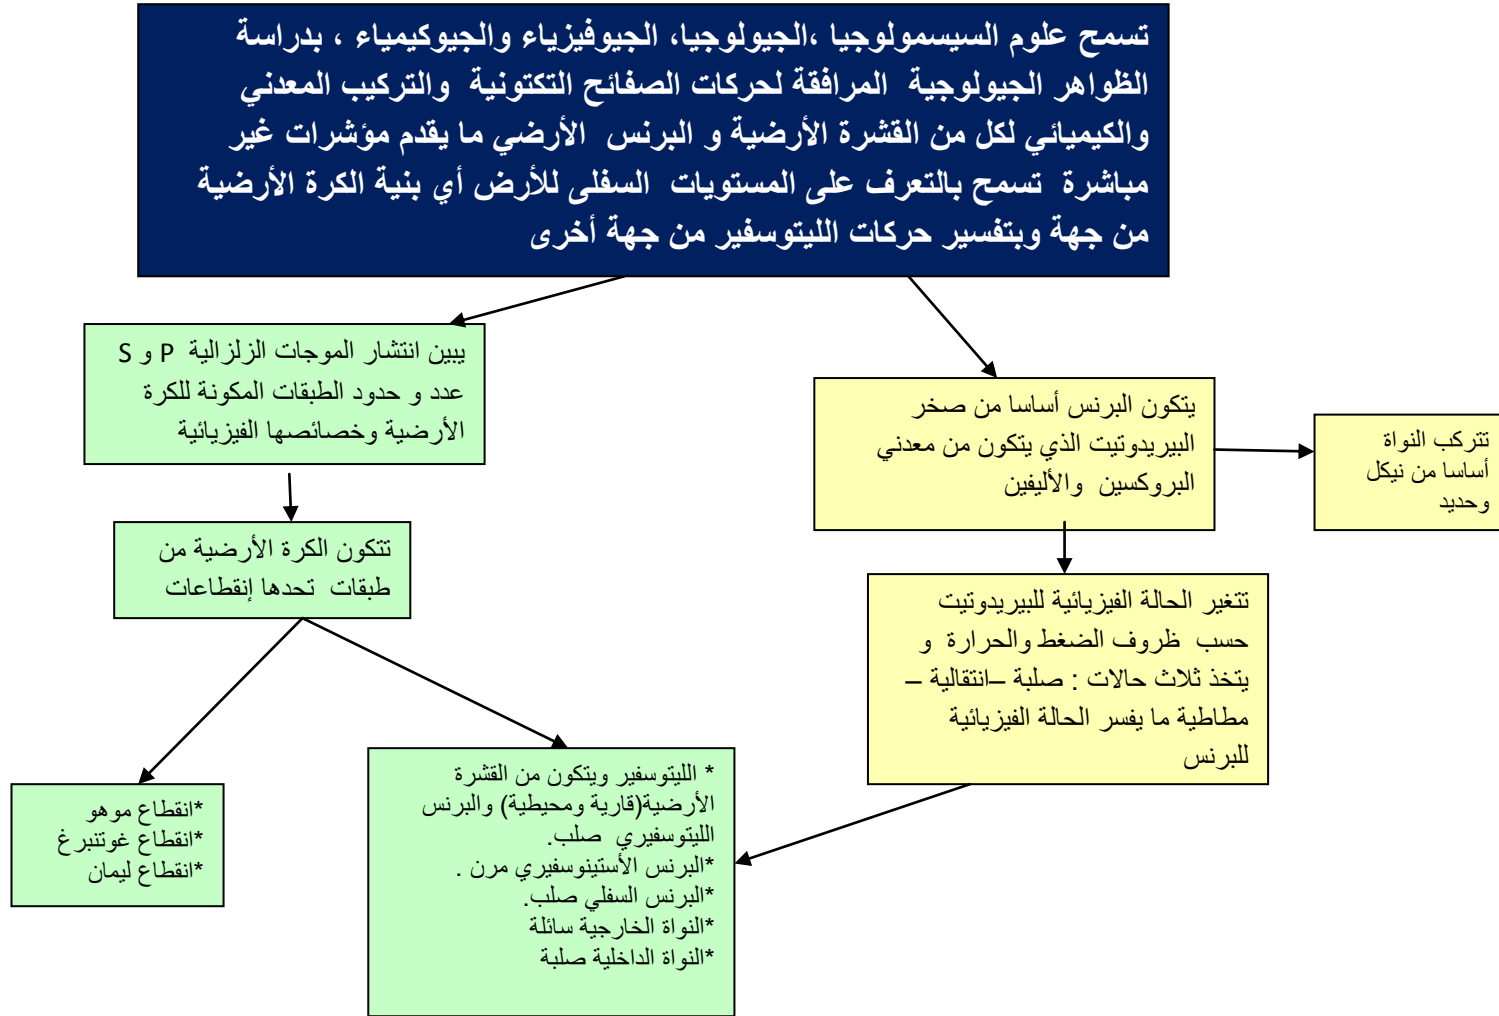 تسمح علوم السيسمولوجيا ،الجيولوجيا، الجيوفيزياء والجيوكيمياء ، بدراسة
الظواهر الجيولوجية المرافقة لحركات الصفائح التكتونية والتركيب المعدني
والكيميائي لكل من القشرة الأرضية و البرنس الأرضي ما يقدم مؤشرات غير
مباشرة تسمح بالتعرف على المستويات السفلى للأرض أي بنية الكرة الأرضية
من جهة وبتفسير حركات الليتوسفير من جهة أخرى
يبين انتشار الموجات الزلزالية P و S
عدد و حدود الطبقات المكونة للكرة
الأرضية وخصائصها الفيزيائية
يتكون البرنس أساسا من صخر
البيريدوتيت الذي يتكون من معدني
البروكسين والأليفين
تتركب النواة
أساسا من نيكل
وحديد
تتكون الكرة الأرضية من
طبقات تحدها إنقطاعات
تتغير الحالة الفيزيائية للبيريدوتيت
حسب ظروف الضغط والحرارة و
يتخذ ثلاث حالات : صلبة –انتقالية –
مطاطية ما يفسر الحالة الفيزيائية
للبرنس
*انقطاع موهو
*انقطاع غوتنبرغ
*انقطاع ليمان
* الليتوسفير ويتكون من القشرة
الأرضية(قارية ومحيطية) والبرنس
الليتوسفيري صلب.
*البرنس الأستينوسفيري مرن .
*البرنس السفلي صلب.
*النواة الخارجية سائلة
*النواة الداخلية صلبة